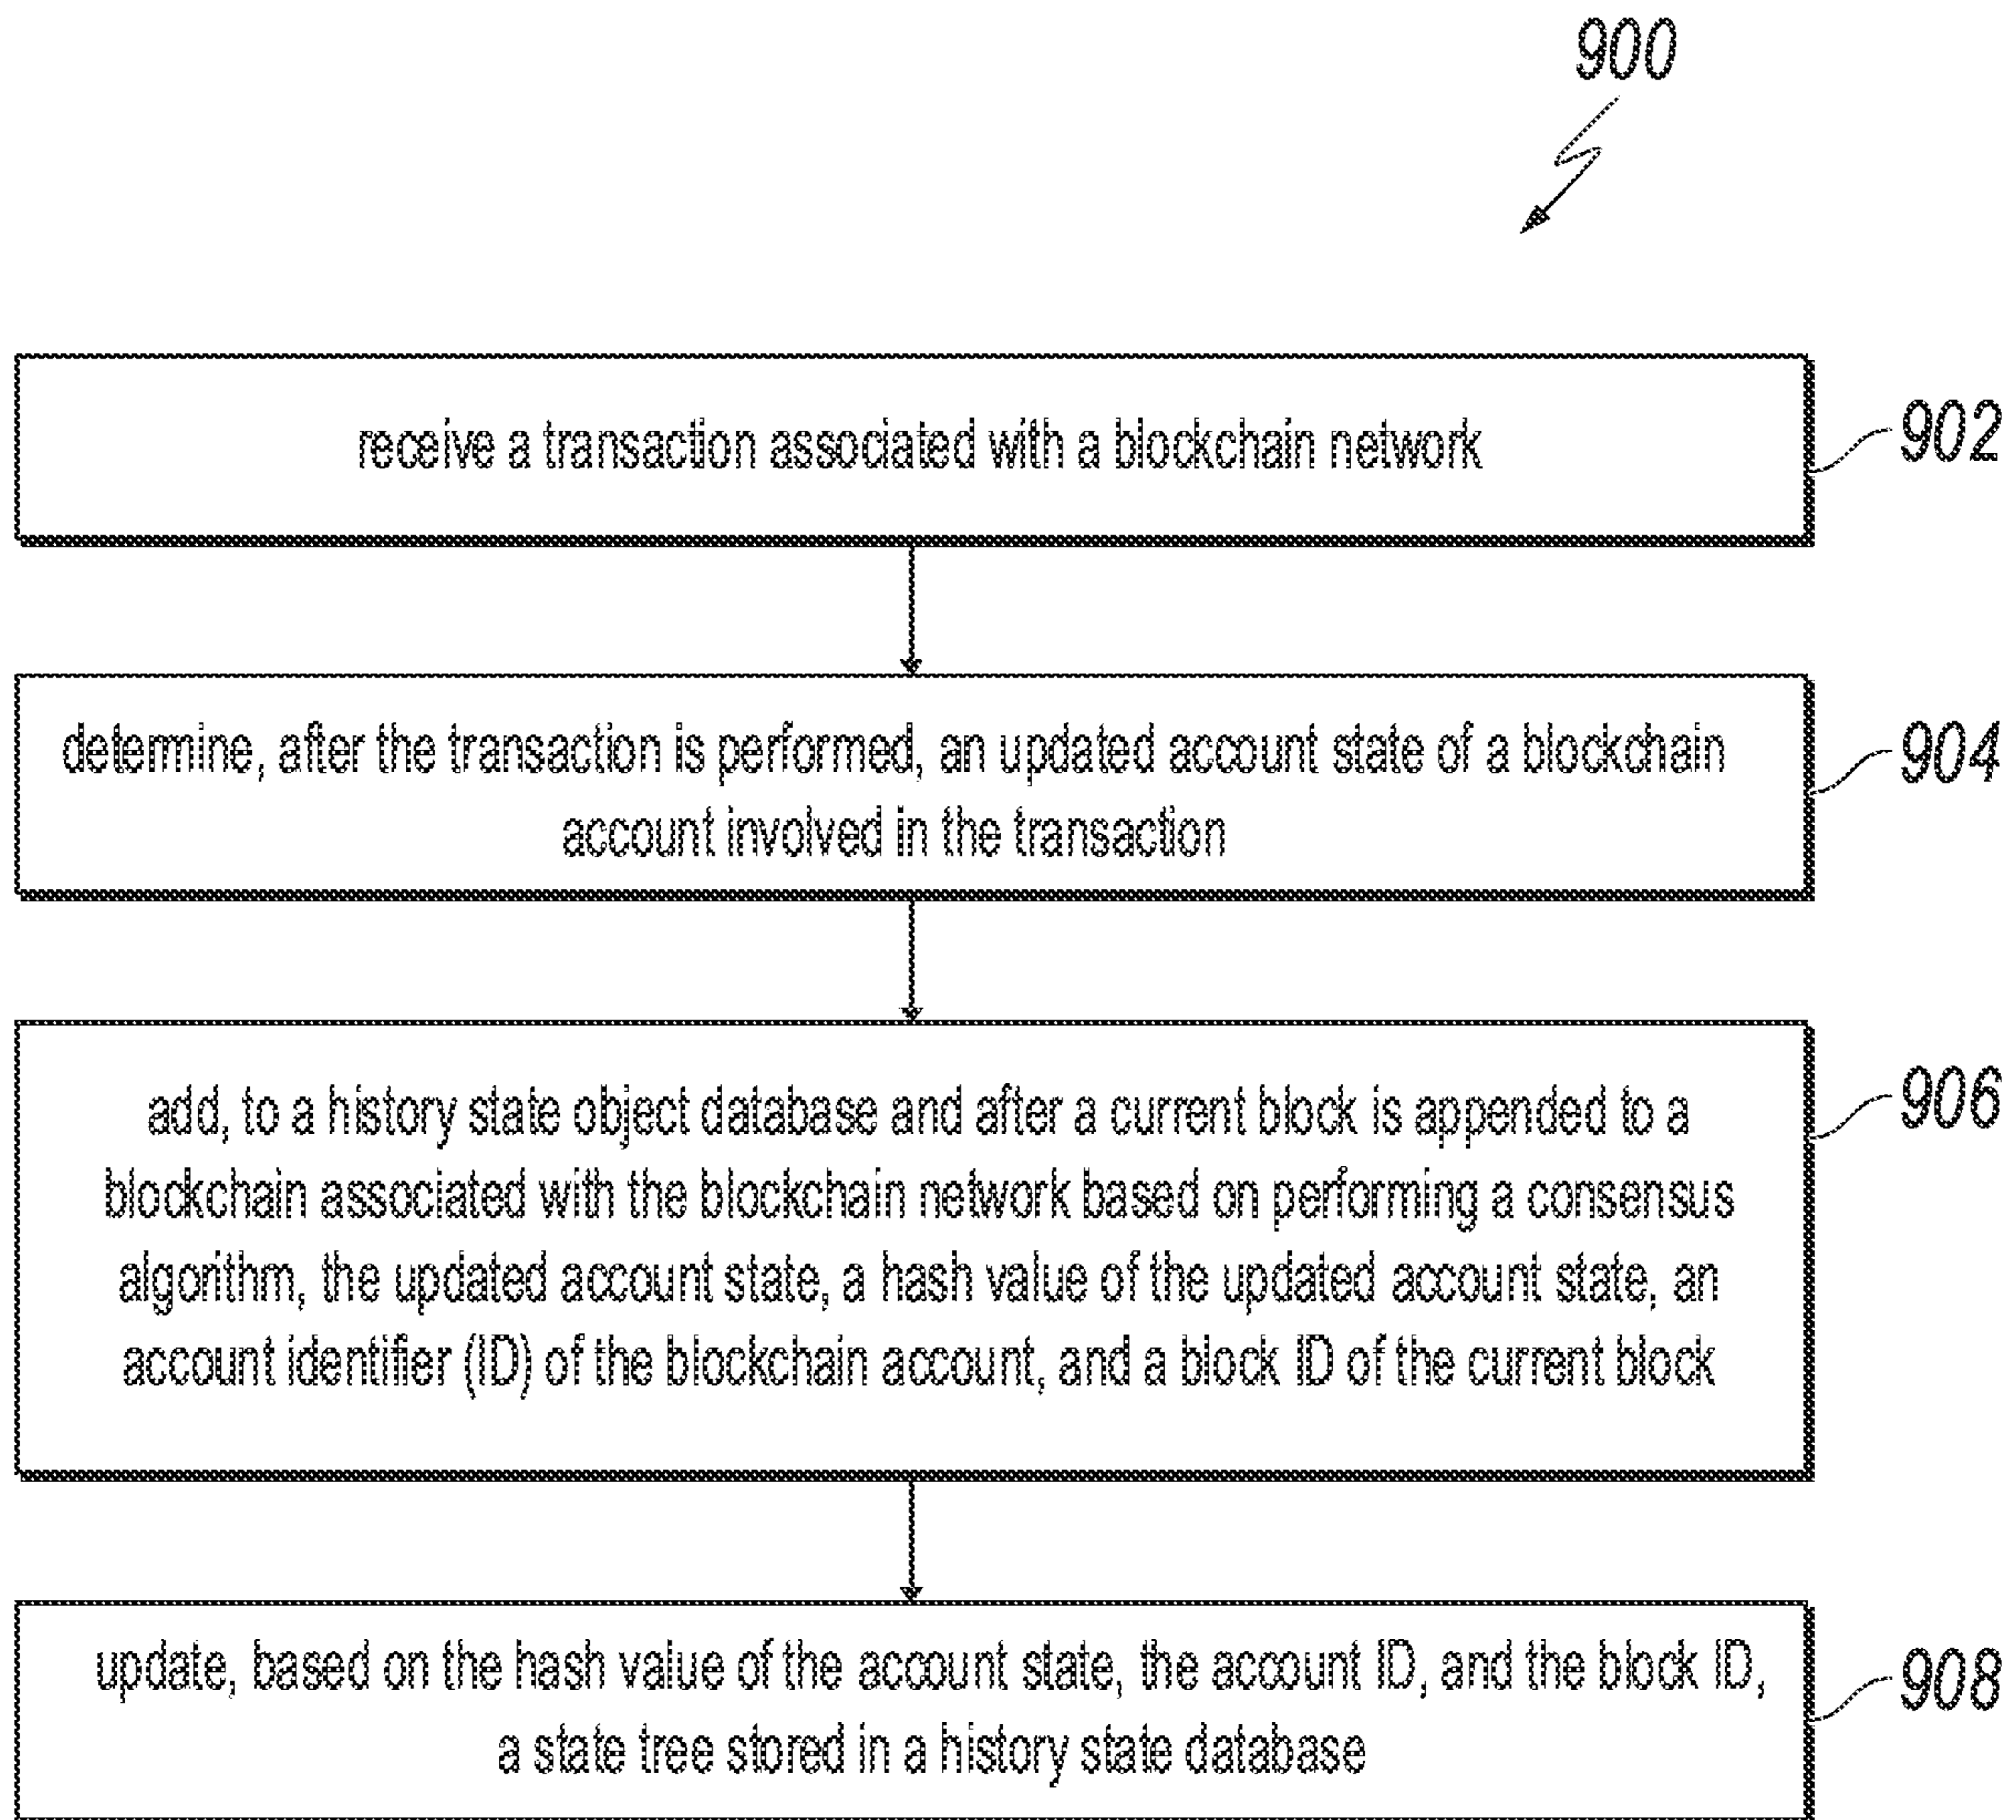 900
receive a transaction associated with a blockchain network
902
determine, after the transaction is performed, an updated account state of a blockchain
account involved in the transaction
904
add, to a history state object database and after a current block is appended to a
blockchain associated with the blockchain network based on performing a consensus
algorithm, the updated account state, a hash value of the updated account state, an
account identifier (ID) of the blockchain account, and a block ID of the current block
906
update, based on the hash value of the account state, the account ID, and the block ID,
a state tree stored in a history state database
908